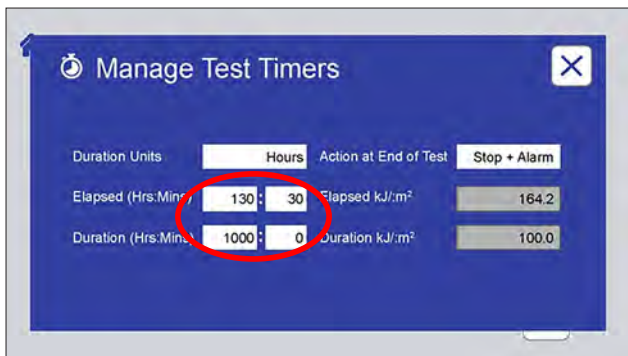 Manage Test Timers
Duration Units Hours Action at End of Test Stop + Alarm
Elapsed (Hrs:Mins) 130 : 30 Elapsed kJ/:m²  164.2
Duration (Hrs:Mins) 1000 : 0 Duration kJ/:m² 100.0